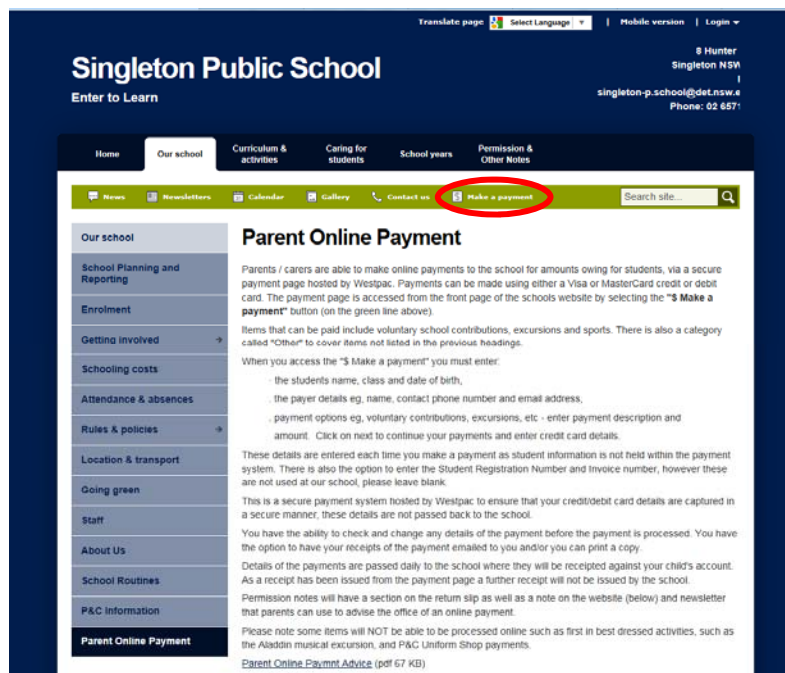 Translate page Select Language ▼ | Mobile version | Login
8 Hunter
Singleton Public School
Singleton NSW
Enter to Learn
singleton-p.school@det.nsw.e
Phone: 02 657
Home
Our school
Curriculum & activities
Caring for students
School years
Permission & Other Notes
News
Newsletters
Calendar
Gallery
Contact us
$ Make a payment
Search site...
Our school
School Planning and
Reporting
Enrolment
Getting involved
Schooling costs
Attendance & absences
Rules & policies
Location & transport
Going green
Staff
About Us
School Routines
P&C Information
Parent Online Payment
Parent Online Payment
Parents / carers are able to make online payments to the school for amounts owing for students, via a secure
payment page hosted by Westpac. Payments can be made using either a Visa or MasterCard credit or debit
card. The payment page is accessed from the front page of the schools website by selecting the "$ Make a
payment" button (on the green line above).
Items that can be paid include voluntary school contributions, excursions and sports. There is also a category
called "Other" to cover items not listed in the previous headings.
When you access the "$ Make a payment" you must enter:
· the students name, class and date of birth,
. the payer details eg, name, contact phone number and email address,
. payment options eg, voluntary contributions, excursions, etc - enter payment description and
amount. Click on next to continue your payments and enter credit card details.
These details are entered each time you make a payment as student information is not held within the payment
system. There is also the option to enter the Student Registration Number and Invoice number, however these
are not used at our school, please leave blank.
This is a secure payment system hosted by Westpac to ensure that your credit/debit card details are captured in
a secure manner, these details are not passed back to the school.
You have the ability to check and change any details of the payment before the payment is processed. You have
the option to have your receipts of the payment emailed to you and/or you can print a copy.
Details of the payments are passed daily to the school where they will be receipted against your child's account.
As a receipt has been issued from the payment page a further receipt will not be issued by the school.
Permission notes will have a section on the return slip as well as a note on the website (below) and newsletter
that parents can use to advise the office of an online payment.
Please note some items will NOT be able to be processed online such as first in best dressed activities, such as
the Aladdin musical excursion, and P&C Uniform Shop payments.
Parent Online Paymnt Advice (pdf 67 KB)